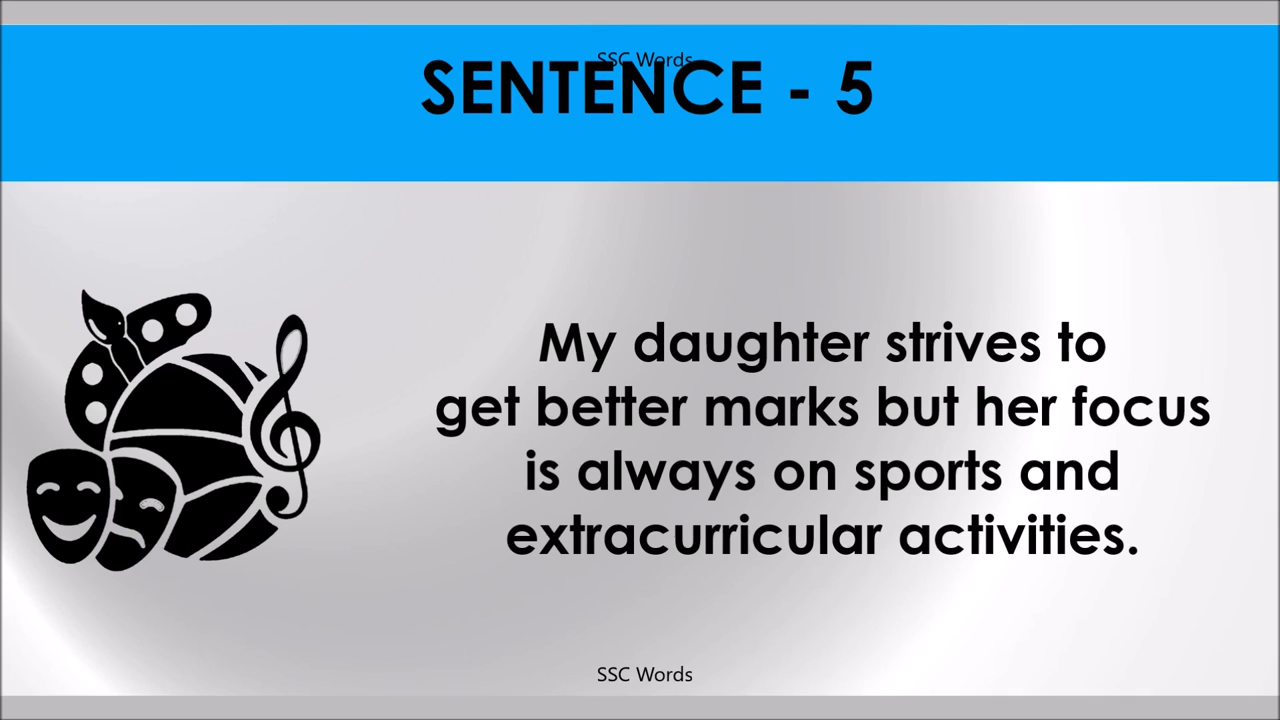 SSC Words
SENTENCE - 5
My daughter strives to
get better marks but her focus
is always on sports and
extracurricular activities.
SSC Words